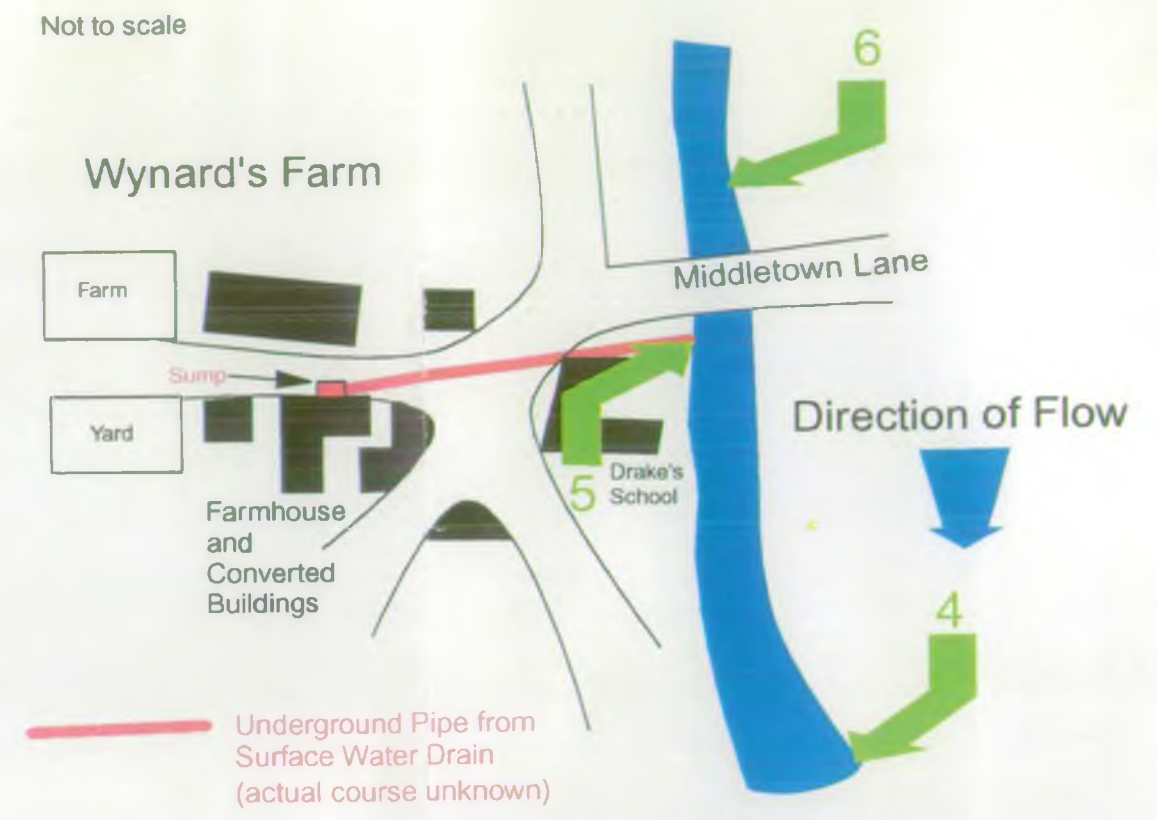 Not to scale
6
Wynard's Farm
Farm
Middletown Lane
Sump
Yard
Direction of Flow
5
Drake's
School
Farmhouse
and
Converted
Buildings
4
Underground Pipe from
Surface Water Drain
(actual course unknown)